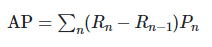 AP = ∑ₙ(Rₙ − Rₙ₋₁)Pₙ